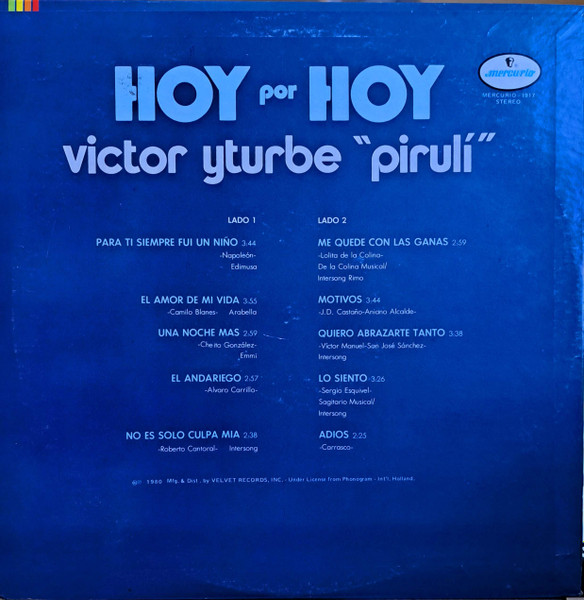 HOY por HOY
mercurio
MERCURIO - 1911
STEREO
victor yturbe "pirulí"
LADO 1
PARA TI SIEMPRE FUI UN NIÑO 3:44
-Napoleón-
Edimusa
EL AMOR DE MI VIDA 3:55
-Camilo Blanes- Arabella
UNA NOCHE MAS 2:59
-Cheito González-
Emmi
EL ANDARIEGO 2:57
-Alvaro Carrillo-
NO ES SOLO CULPA MIA 2:38
-Roberto Cantoral- Intersong
LADO 2
ME QUEDE CON LAS GANAS 2:59
-Lolita de la Colina-
De la Colina Musical/
Intersong Rimo
MOTIVOS 3:44
-J.D. Castaño-Aniano Alcalde-
QUIERO ABRAZARTE TANTO 3:38
-Víctor Manuel-San José Sánchez-
Intersong
LO SIENTO 3:26
-Sergio Esquivel-
Sagitario Musical/
Intersong
ADIOS 2:25
-Carrasco-
℗ 1980 Mfg. & Dist., by VELVET RECORDS, INC. - Under License from Phonogram - Int'l, Holland.